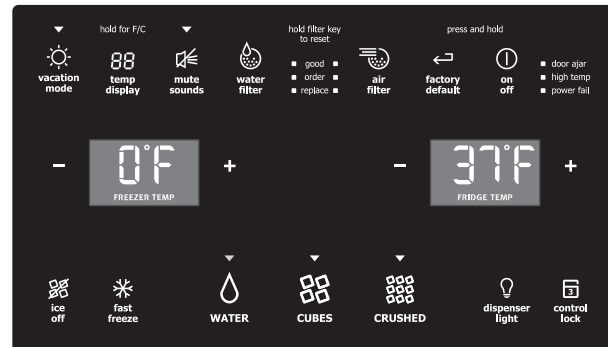 hold for F/C
hold filter key
to reset
press and hold
88
vacation
mode
temp
display
mute
sounds
water
filter
good
order
replace
air
filter
factory
default
on
off
door ajar
high temp
power fail
- 0°F +
FREEZER TEMP
- 37°F +
FRIDGE TEMP
ice
off
fast
freeze
WATER
CUBES
CRUSHED
dispenser
light
3
control
lock